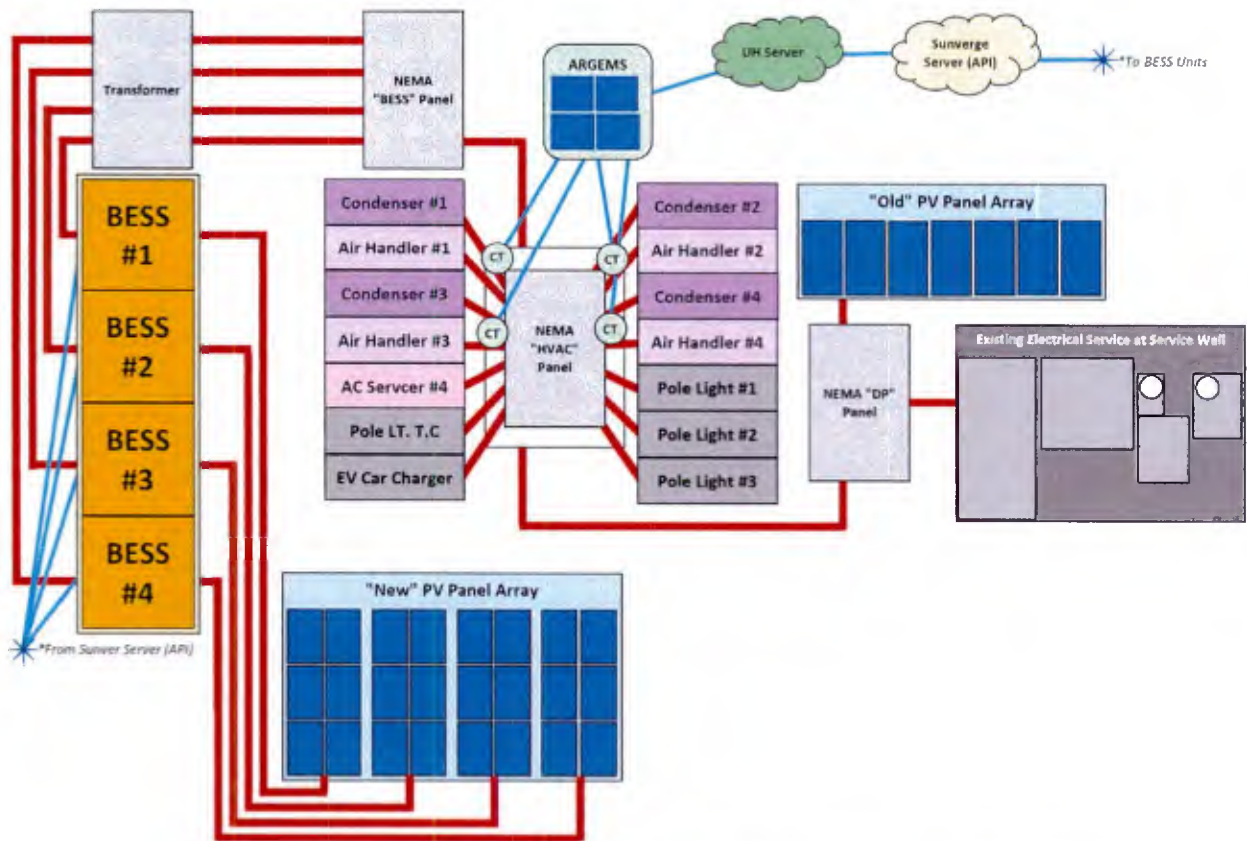 Transformer
NEMA
"BESS" Panel
ARGEMS
UH Server
Sunverge
Server (API)
*To BESS Units
BESS
#1
BESS
#2
BESS
#3
BESS
#4
*From Sunver Server (API)
Condenser #1
Air Handler #1
Condenser #3
Air Handler #3
AC Servcer #4
Pole LT. T.C
EV Car Charger
CT
CT
CT
CT
NEMA
"HVAC"
Panel
Condenser #2
Air Handler #2
Condenser #4
Air Handler #4
Pole Light #1
Pole Light #2
Pole Light #3
"Old" PV Panel Array
NEMA "DP"
Panel
Existing Electrical Service at Service Wall
"New" PV Panel Array